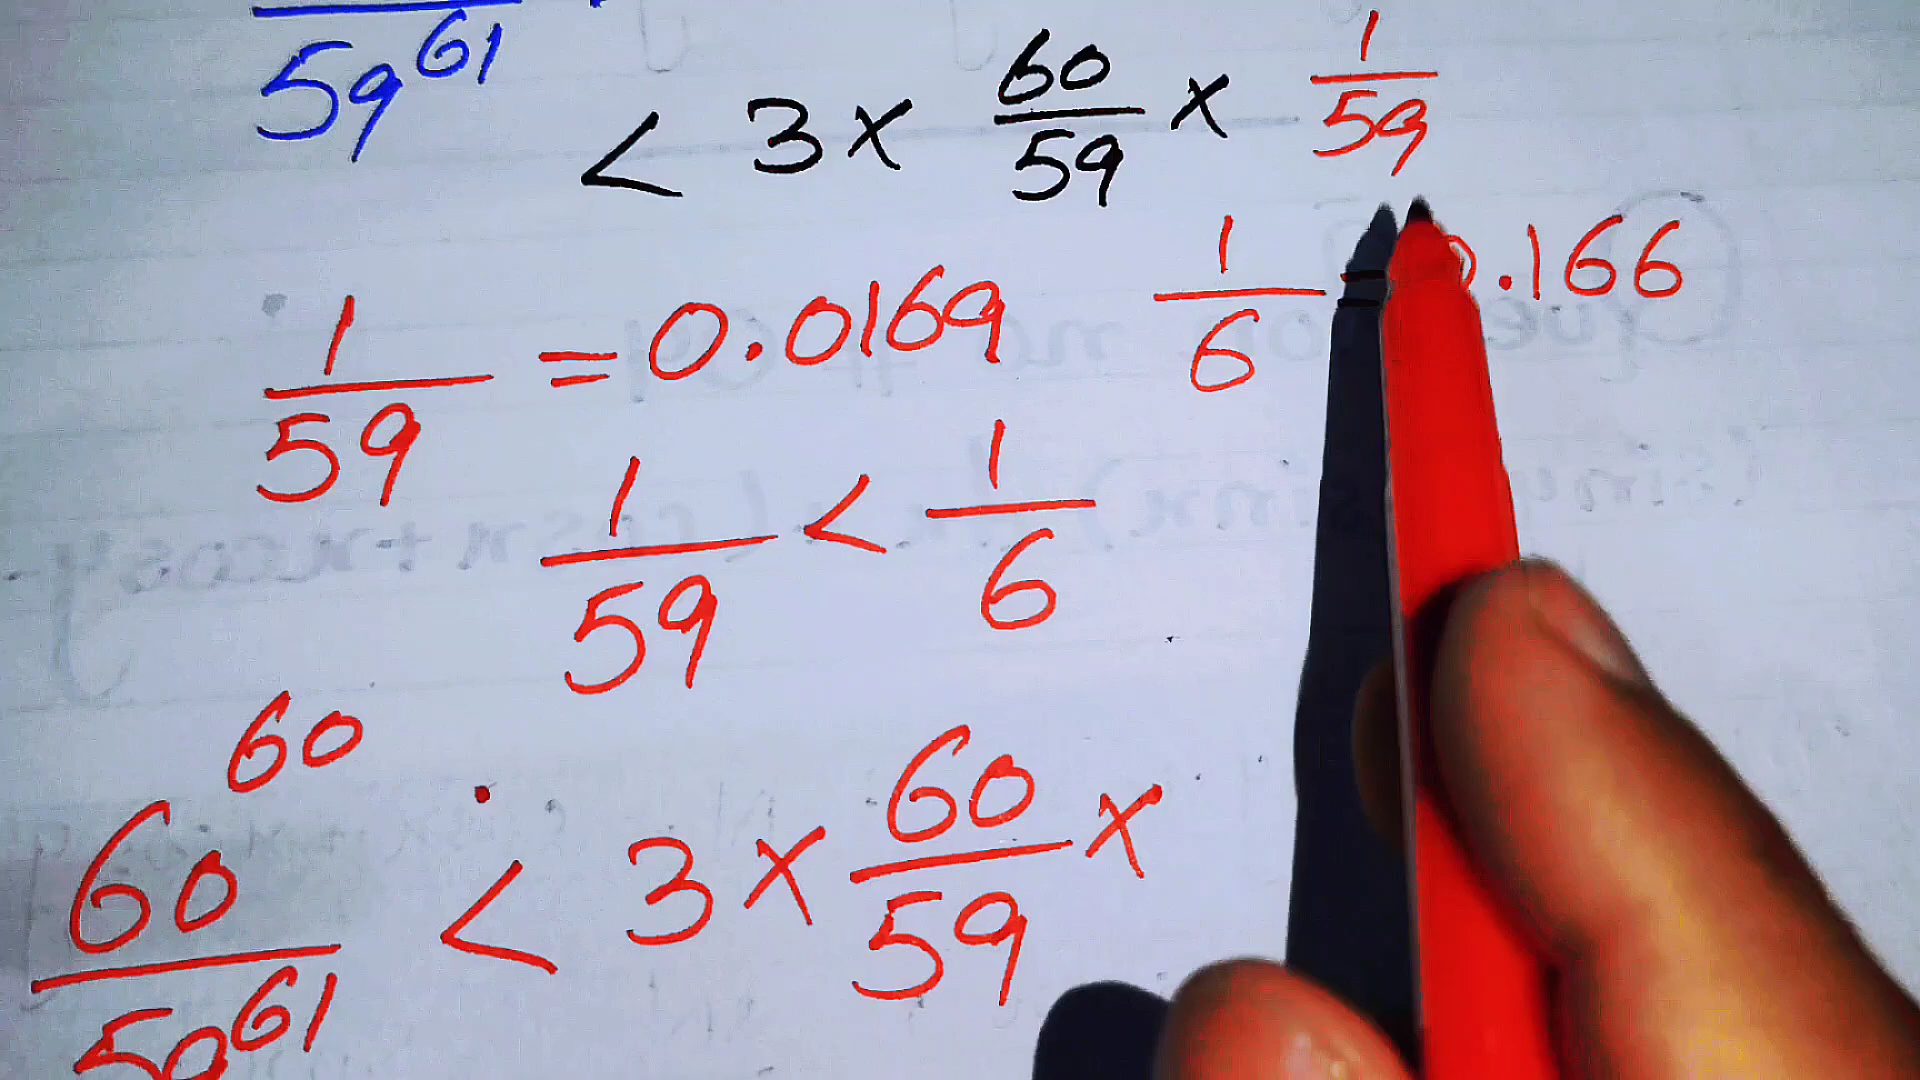 59^61
< 3 × 60/59 × 1/59
1/59 = 0.0169
1/6 = 0.166
1/59 < 1/6
60^60/59^61 < 3 × 60/59 ×